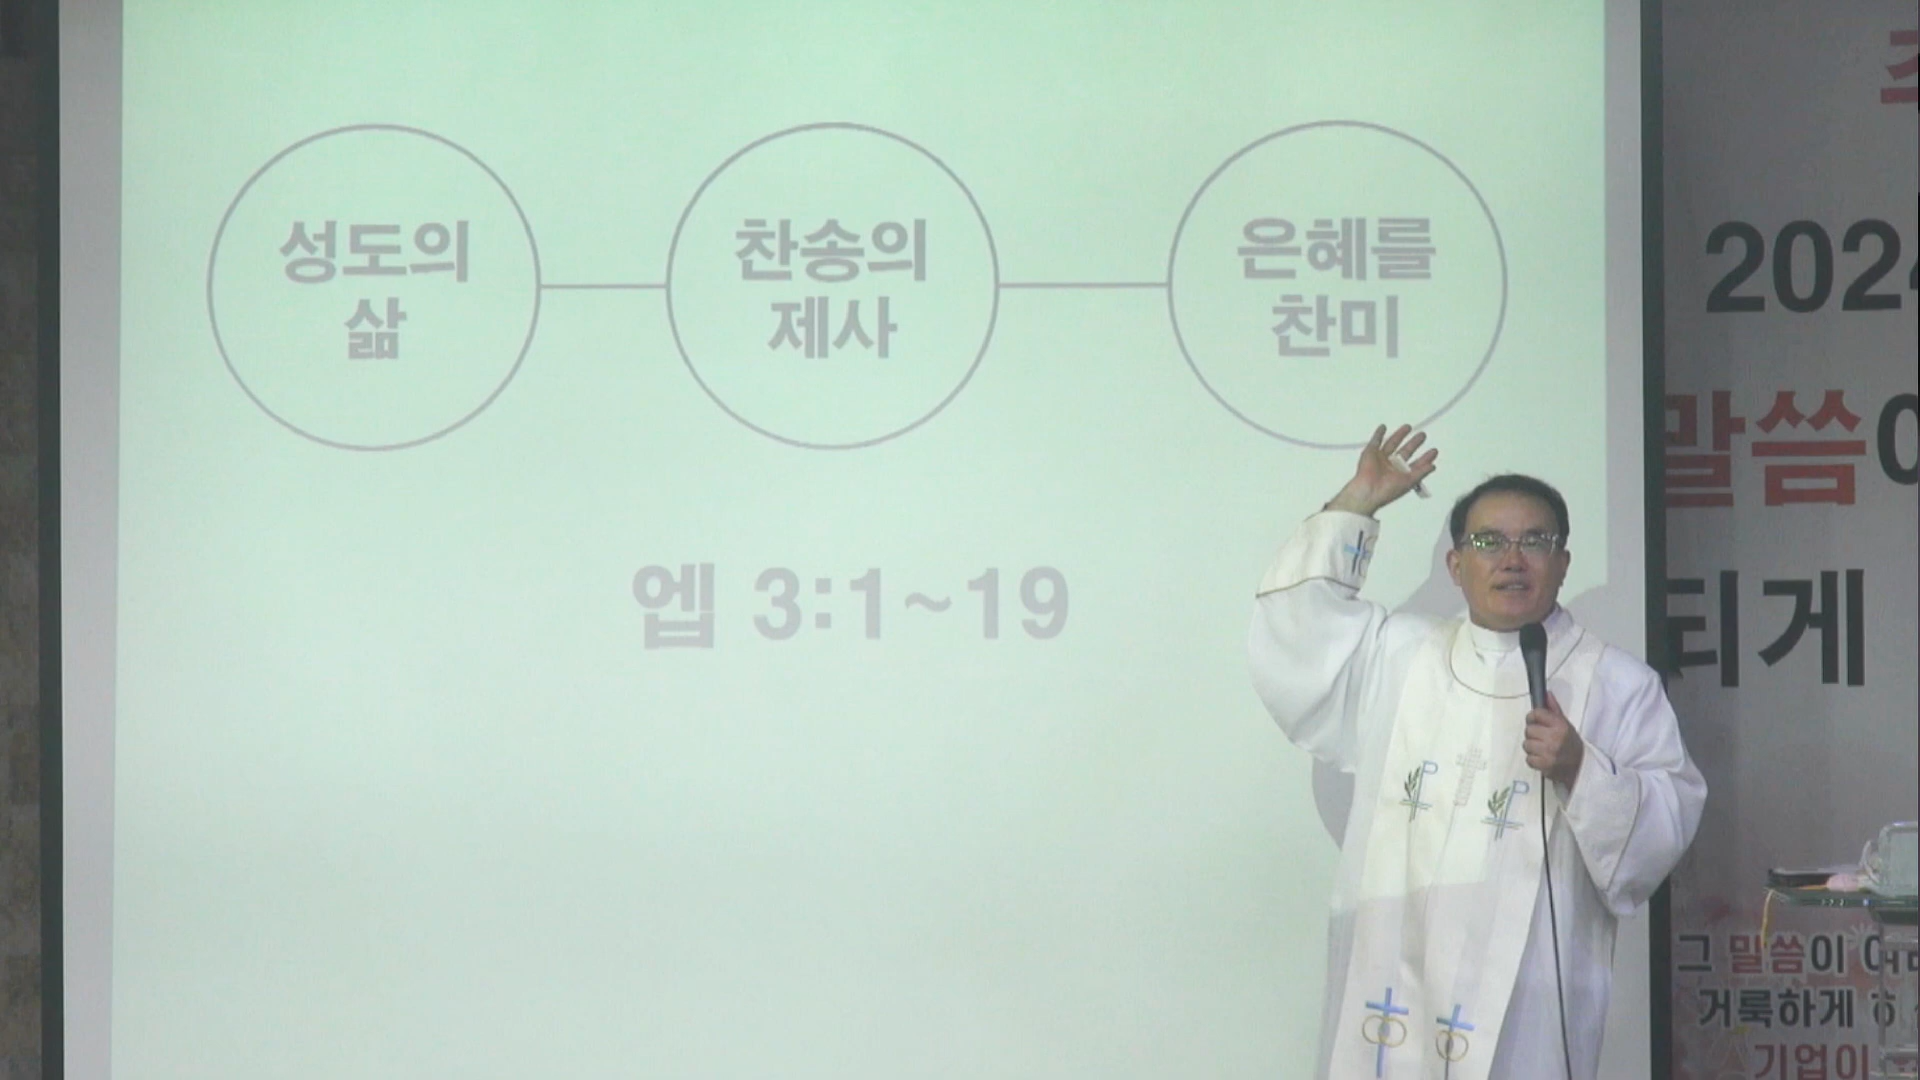 성도의
삶
찬송의
제사
은혜를
찬미
엡 3:1~19
202
말씀
되게
그 말씀이
거룩하게
기업이